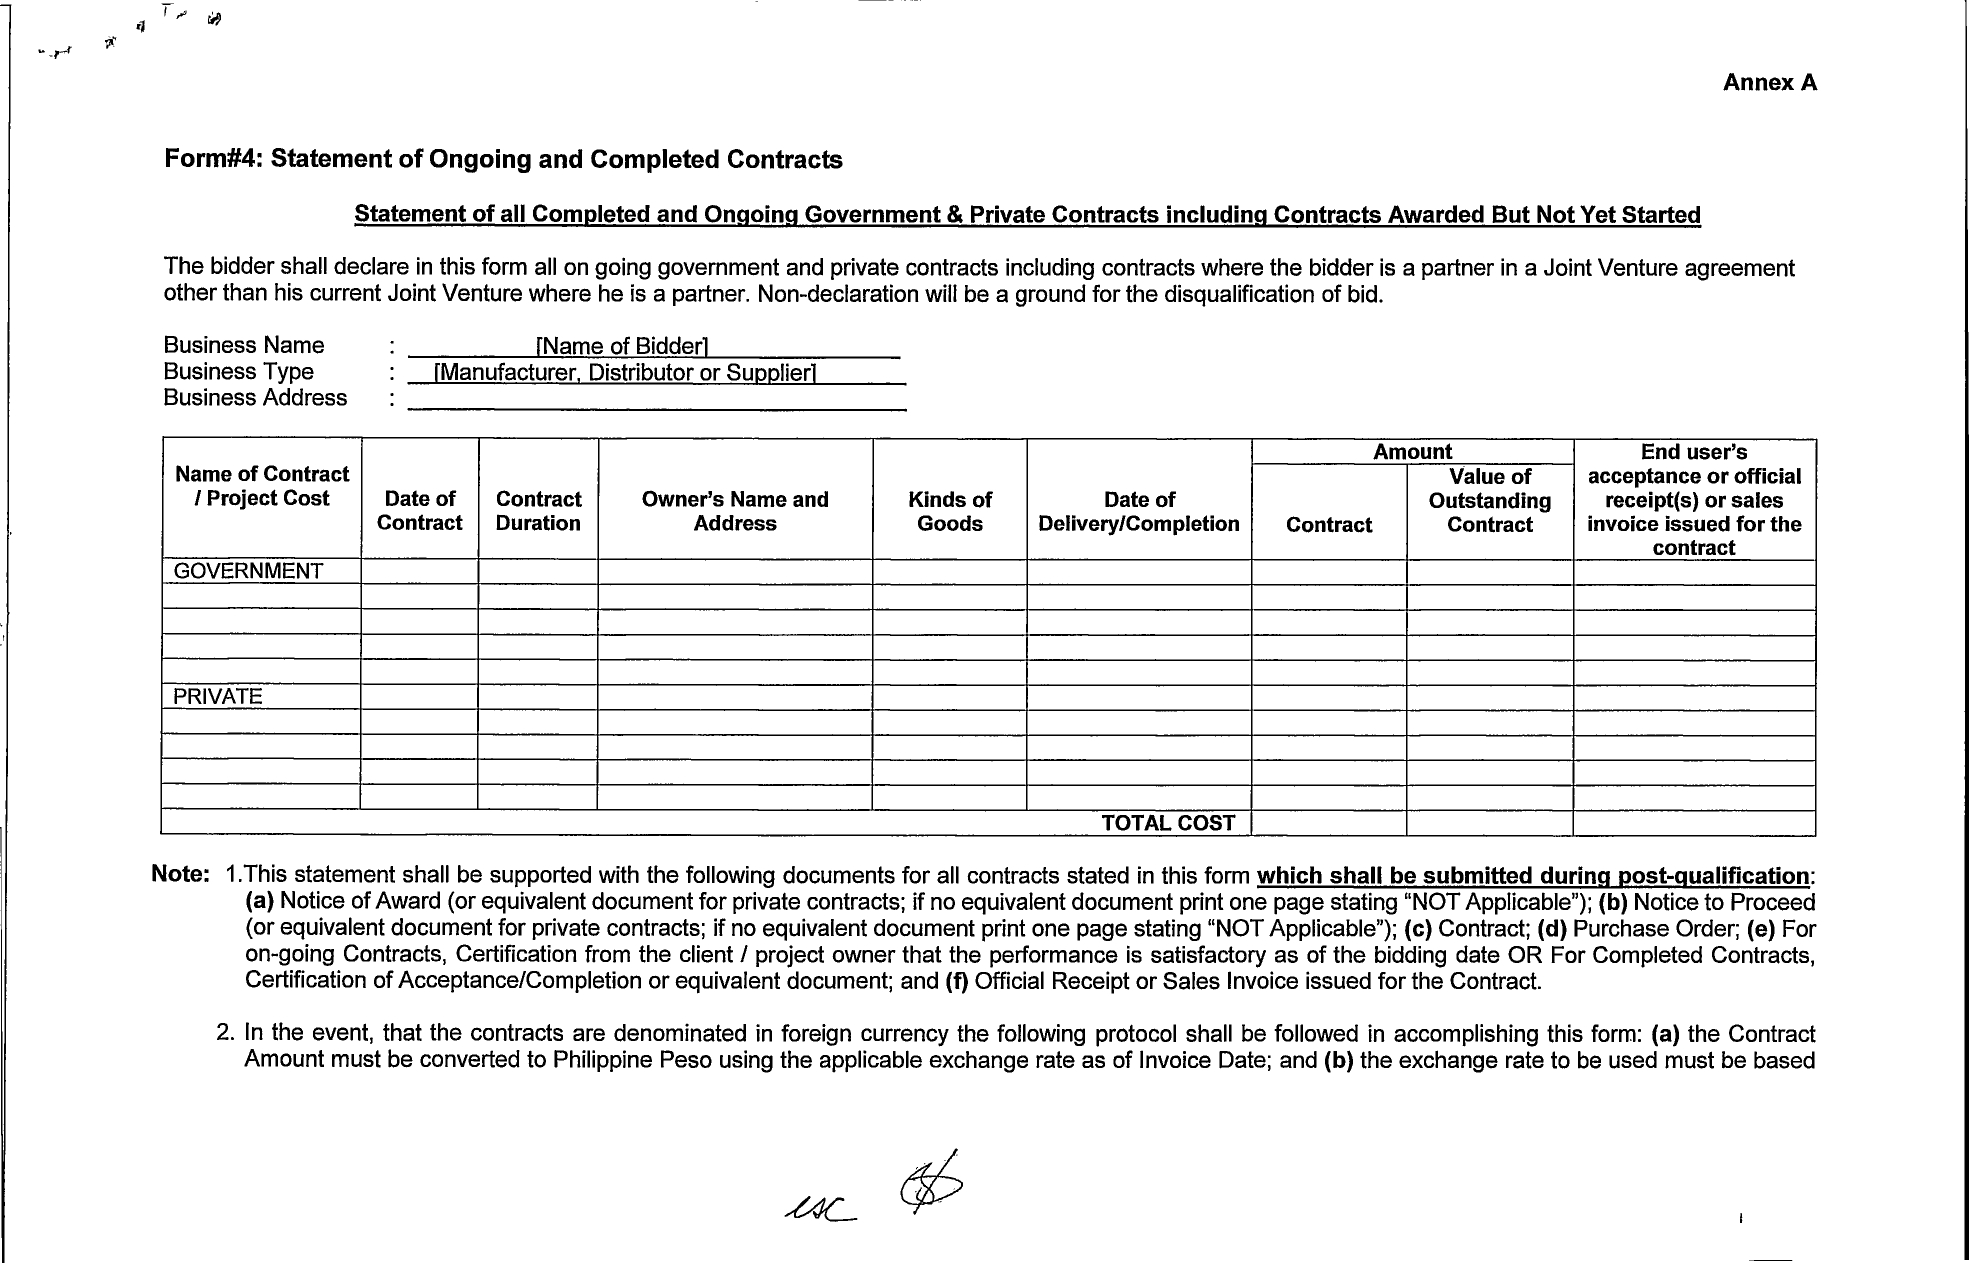 Annex A
Form#4: Statement of Ongoing and Completed Contracts
Statement of all Completed and Ongoing Government & Private Contracts including Contracts Awarded But Not Yet Started
The bidder shall declare in this form all on going government and private contracts including contracts where the bidder is a partner in a Joint Venture agreement
other than his current Joint Venture where he is a partner. Non-declaration will be a ground for the disqualification of bid.
Business Name : [Name of Bidder]
Business Type : [Manufacturer, Distributor or Supplier]
Business Address :
Name of Contract
/ Project Cost
Date of
Contract
Contract
Duration
Owner's Name and
Address
Kinds of
Goods
Date of
Delivery/Completion
Amount
Contract
Value of
Outstanding
Contract
End user's
acceptance or official
receipt(s) or sales
invoice issued for the
contract
GOVERNMENT
PRIVATE
TOTAL COST
Note: 1.This statement shall be supported with the following documents for all contracts stated in this form which shall be submitted during post-qualification:
(a) Notice of Award (or equivalent document for private contracts; if no equivalent document print one page stating “NOT Applicable”); (b) Notice to Proceed
(or equivalent document for private contracts; if no equivalent document print one page stating “NOT Applicable”); (c) Contract; (d) Purchase Order; (e) For
on-going Contracts, Certification from the client / project owner that the performance is satisfactory as of the bidding date OR For Completed Contracts,
Certification of Acceptance/Completion or equivalent document; and (f) Official Receipt or Sales Invoice issued for the Contract.
2. In the event, that the contracts are denominated in foreign currency the following protocol shall be followed in accomplishing this form: (a) the Contract
Amount must be converted to Philippine Peso using the applicable exchange rate as of Invoice Date; and (b) the exchange rate to be used must be based